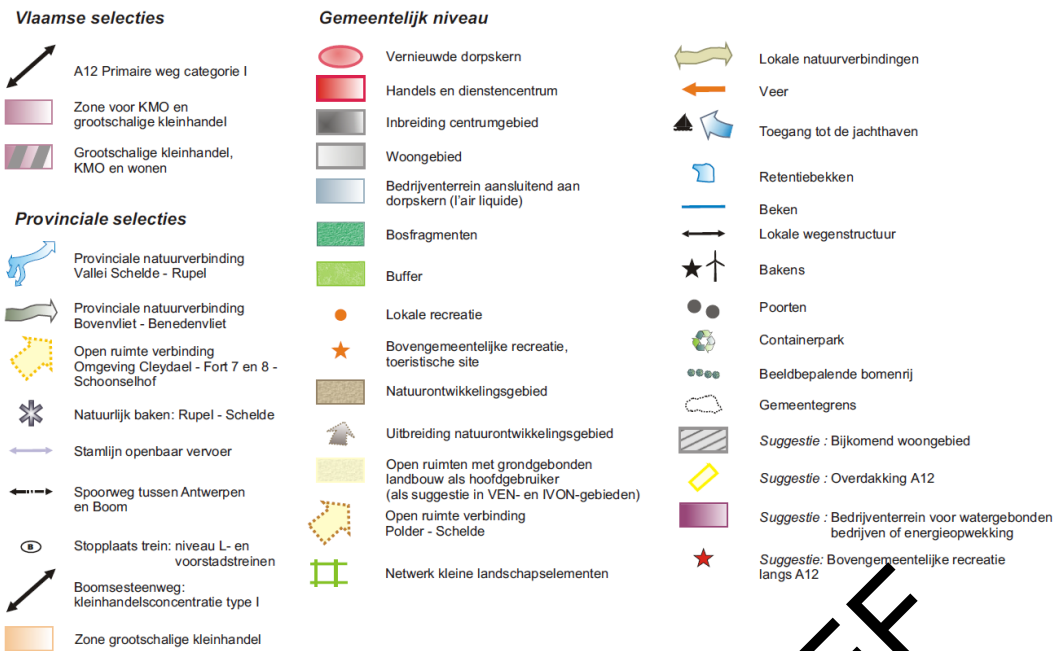 Vlaamse selecties
A12 Primaire weg categorie I
Zone voor KMO en
grootschalige kleinhandel
Grootschalige kleinhandel,
KMO en wonen
Provinciale selecties
Provinciale natuurverbinding
Vallei Schelde - Rupel
Provinciale natuurverbinding
Bovenvliet - Benedenvliet
Open ruimte verbinding
Omgeving Cleydael - Fort 7 en 8 -
Schoonselhof
Natuurlijk baken: Rupel - Schelde
Stamlijn openbaar vervoer
Spoorweg tussen Antwerpen
en Boom
B
Stopplaats trein: niveau L- en
voorstadstreinen
Boomsesteenweg:
kleinhandelsconcentratie type I
Zone grootschalige kleinhandel
Gemeentelijk niveau
Vernieuwde dorpskern
Handels en dienstencentrum
Inbreiding centrumgebied
Woongebied
Bedrijventerrein aansluitend aan
dorpskern (l'air liquide)
Bosfragmenten
Buffer
Lokale recreatie
Bovengemeentelijke recreatie,
toeristische site
Natuurontwikkelingsgebied
Uitbreiding natuurontwikkelingsgebied
Open ruimten met grondgebonden
landbouw als hoofdgebruiker
(als suggestie in VEN- en IVON-gebieden)
Open ruimte verbinding
Polder - Schelde
Netwerk kleine landschapselementen
Lokale natuurverbindingen
Veer
Toegang tot de jachthaven
Retentiebekken
Beken
Lokale wegenstructuur
Bakens
Poorten
Containerpark
Beeldbepalende bomenrij
Gemeentegrens
Suggestie : Bijkomend woongebied
Suggestie : Overdakking A12
Suggestie : Bedrijventerrein voor watergebonden
bedrijven of energieopwekking
Suggestie: Bovengemeentelijke recreatie
langs A12